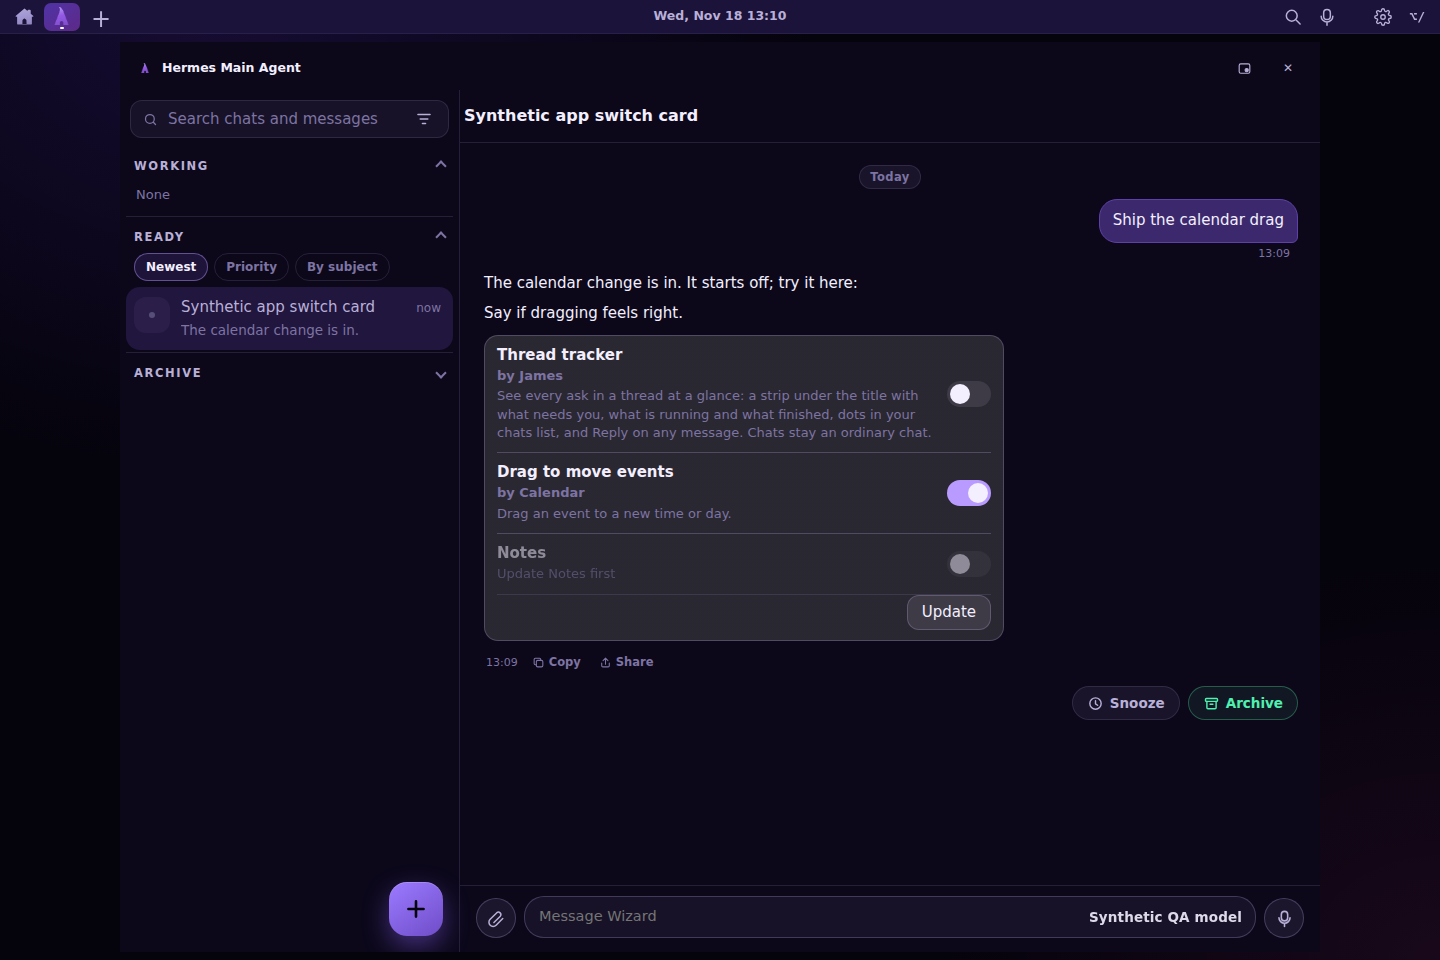 Wed, Nov 18 13:10
Hermes Main Agent
Search chats and messages
WORKING
None
READY
Newest
Priority
By subject
Synthetic app switch card
now
The calendar change is in.
ARCHIVE
Synthetic app switch card
Today
Ship the calendar drag
13:09
The calendar change is in. It starts off; try it here:
Say if dragging feels right.
Thread tracker
by James
See every ask in a thread at a glance: a strip under the title with
what needs you, what is running and what finished, dots in your
chats list, and Reply on any message. Chats stay an ordinary chat.
Drag to move events
by Calendar
Drag an event to a new time or day.
Notes
Update Notes first
Update
13:09
Copy
Share
Snooze
Archive
Message Wizard
Synthetic QA model